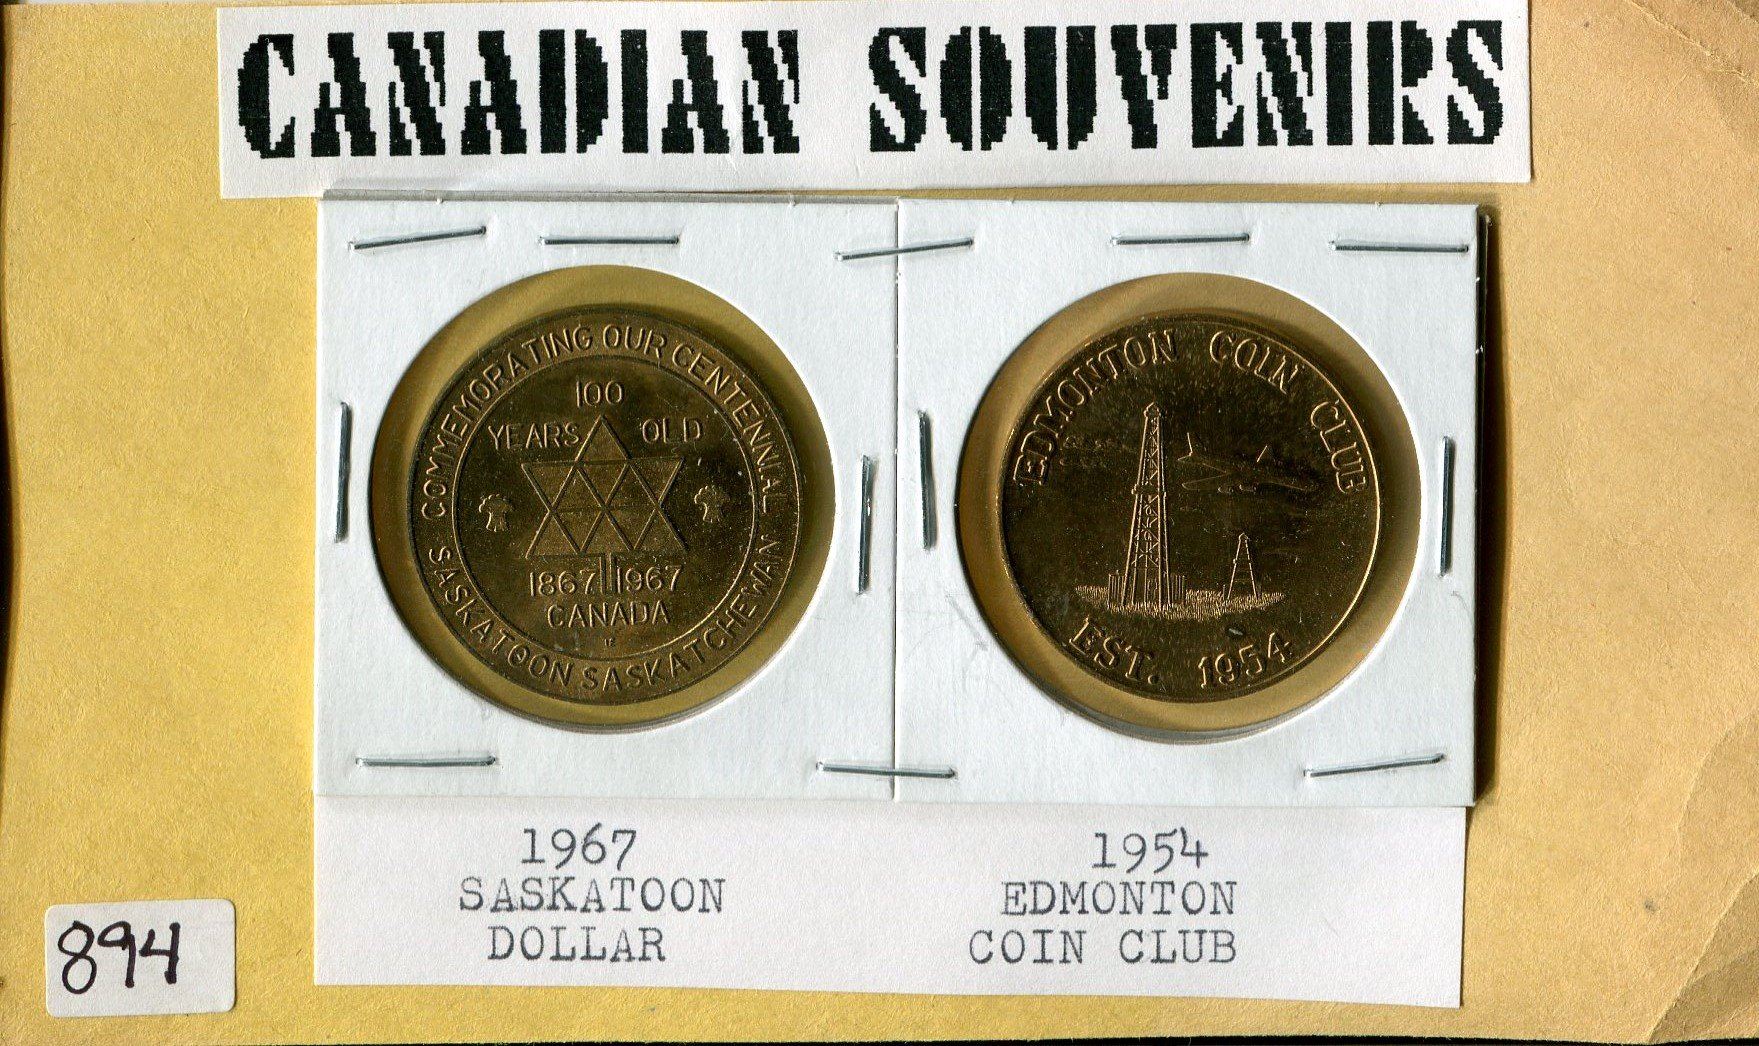 CANADIAN SOUVENIRS
COMMEMORATING OUR CENTENNIAL
100
YEARS OLD
1867 1967
CANADA
SASKATOON SASKATCHEWAN
EDMONTON COIN CLUB
EST. 1954
1967
SASKATOON
DOLLAR
1954
EDMONTON
COIN CLUB
894